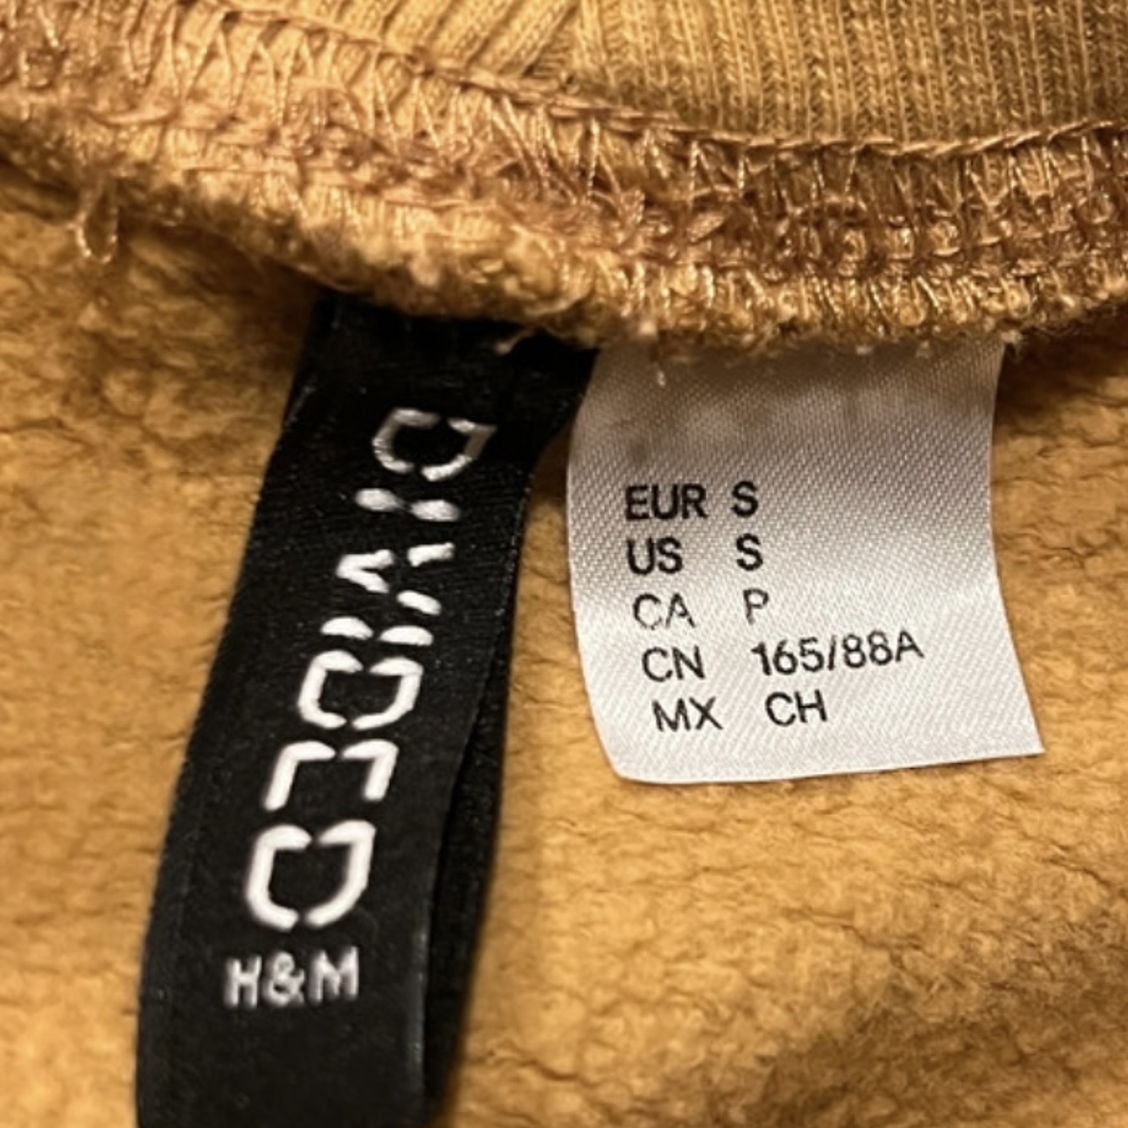 DIVIDED
H&M
EUR S
US S
CA P
CN 165/88A
MX CH